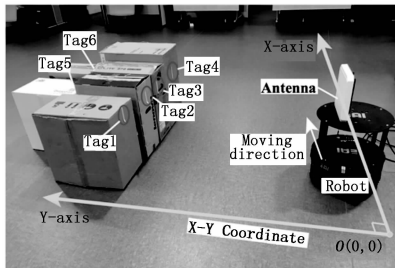 Tag6
X-axis
Tag5
Tag4
Tag3
Antenna
Tag2
Tag1
Moving
direction
Robot
Y-axis
X-Y Coordinate
O(0,0)